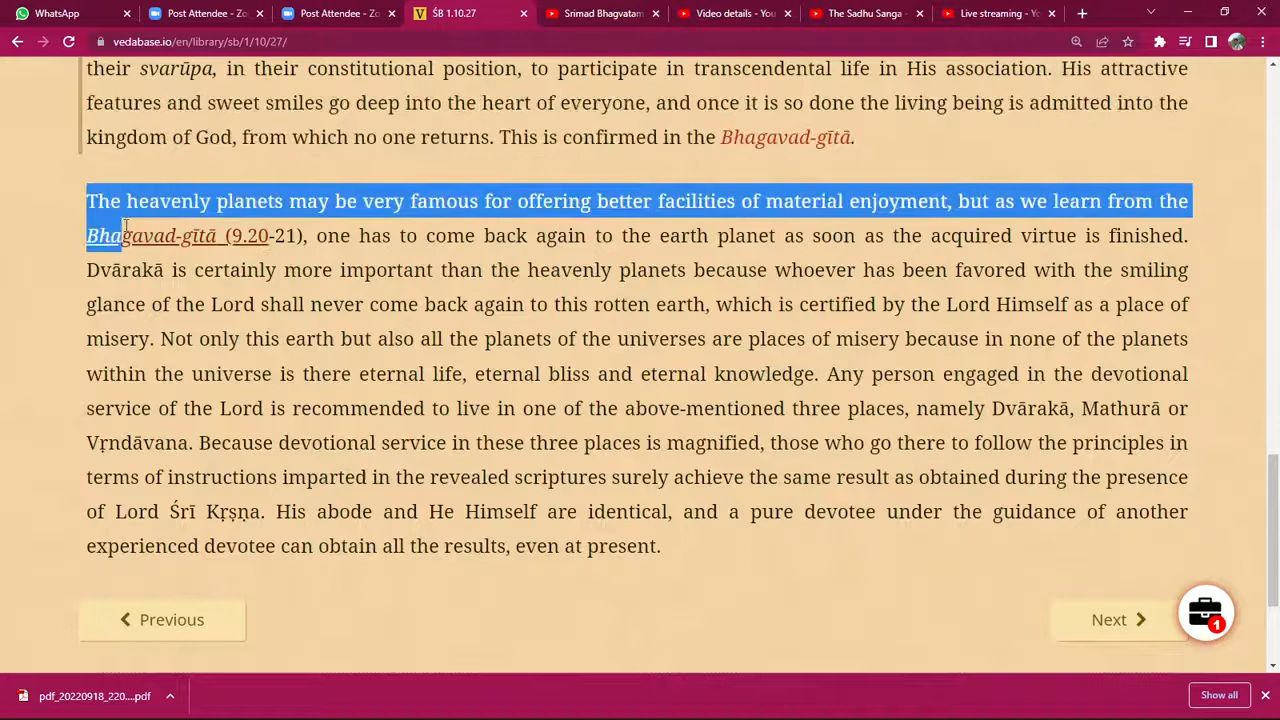 WhatsApp
Post Attendee - Zo
Post Attendee - Zo
ŚB 1.10.27
Srimad Bhagvatam
Video details - You
The Sadhu Sanga -
Live streaming - Yo
vedabase.io/en/library/sb/1/10/27/
their svarūpa, in their constitutional position, to participate in transcendental life in His association. His attractive
features and sweet smiles go deep into the heart of everyone, and once it is so done the living being is admitted into the
kingdom of God, from which no one returns. This is confirmed in the Bhagavad-gītā.
The heavenly planets may be very famous for offering better facilities of material enjoyment, but as we learn from the
Bhagavad-gītā (9.20-21), one has to come back again to the earth planet as soon as the acquired virtue is finished.
Dvārakā is certainly more important than the heavenly planets because whoever has been favored with the smiling
glance of the Lord shall never come back again to this rotten earth, which is certified by the Lord Himself as a place of
misery. Not only this earth but also all the planets of the universes are places of misery because in none of the planets
within the universe is there eternal life, eternal bliss and eternal knowledge. Any person engaged in the devotional
service of the Lord is recommended to live in one of the above-mentioned three places, namely Dvārakā, Mathurā or
Vṛndāvana. Because devotional service in these three places is magnified, those who go there to follow the principles in
terms of instructions imparted in the revealed scriptures surely achieve the same result as obtained during the presence
of Lord Śrī Kṛṣṇa. His abode and He Himself are identical, and a pure devotee under the guidance of another
experienced devotee can obtain all the results, even at present.
Previous
Next
1
pdf_20220918_220....pdf
Show all